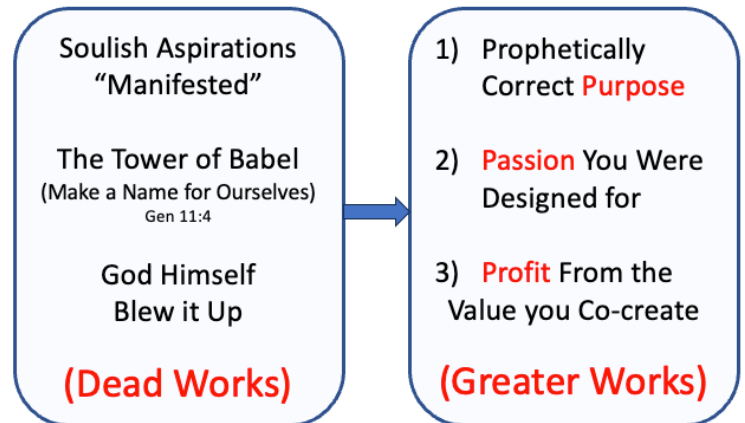 Soulish Aspirations
“Manifested”
The Tower of Babel
(Make a Name for Ourselves)
Gen 11:4
God Himself
Blew it Up
(Dead Works)
1) Prophetically
Correct Purpose
2) Passion You Were
Designed for
3) Profit From the
Value you Co-create
(Greater Works)